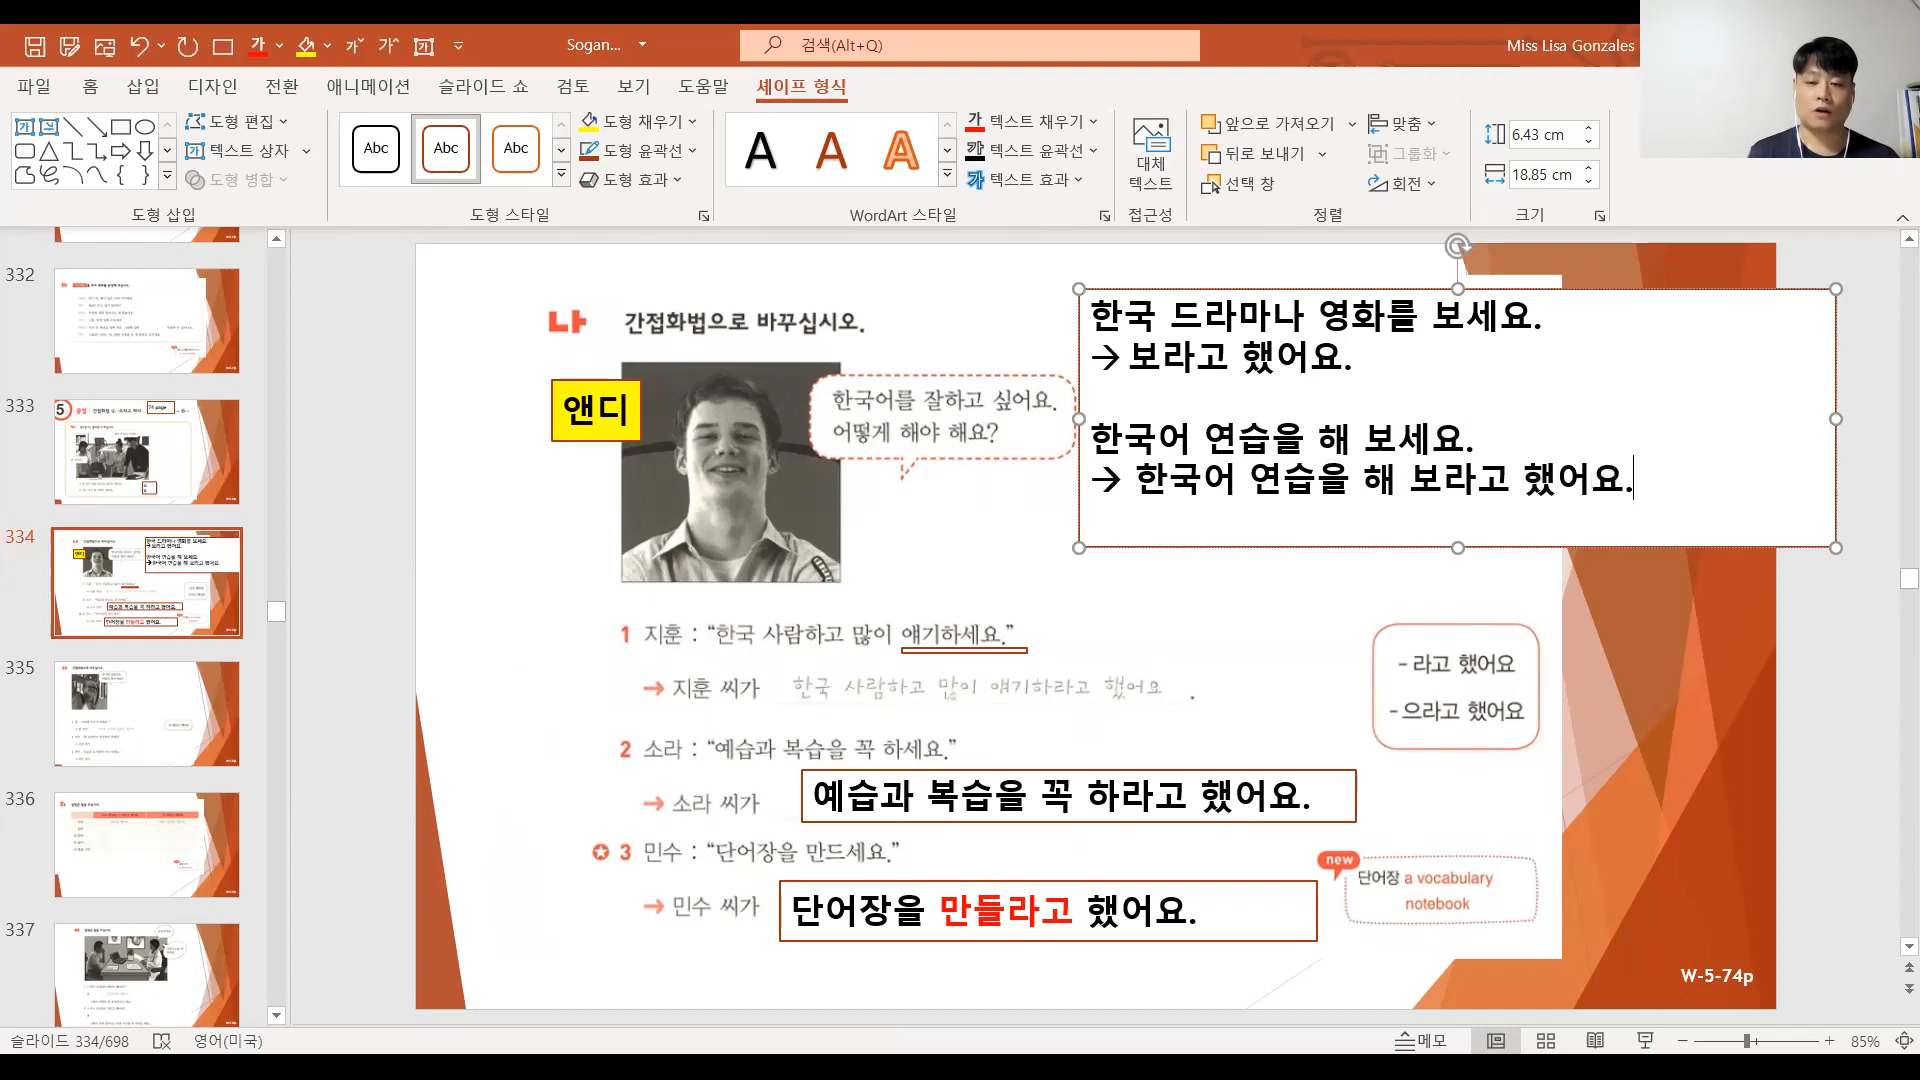 Sogan...
검색(Alt+Q)
Miss Lisa Gonzales
파일 홈 삽입 디자인 전환 애니메이션 슬라이드 쇼 검토 보기 도움말 셰이프 형식
도형 편집
텍스트 상자
도형 병합
도형 삽입
Abc Abc Abc
도형 채우기
도형 윤곽선
도형 효과
도형 스타일
A A A
텍스트 채우기
텍스트 윤곽선
텍스트 효과
WordArt 스타일
대체
텍스트
접근성
앞으로 가져오기
뒤로 보내기
선택 창
맞춤
그룹화
회전
정렬
6.43 cm
18.85 cm
크기
332
333
334
335
336
337
나 간접화법으로 바꾸십시오.
앤디
한국어를 잘하고 싶어요.
어떻게 해야 해요?
한국 드라마나 영화를 보세요.
→ 보라고 했어요.
한국어 연습을 해 보세요.
→ 한국어 연습을 해 보라고 했어요.
1 지훈 : “한국 사람하고 많이 얘기하세요.”
→ 지훈 씨가 한국 사람하고 많이 얘기하라고 했어요 .
2 소라 : “예습과 복습을 꼭 하세요.”
→ 소라 씨가 예습과 복습을 꼭 하라고 했어요.
3 민수 : “단어장을 만드세요.”
→ 민수 씨가 단어장을 만들라고 했어요.
- 라고 했어요
- 으라고 했어요
new
단어장 a vocabulary
notebook
W-5-74p
슬라이드 334/698 영어(미국)
메모
85%